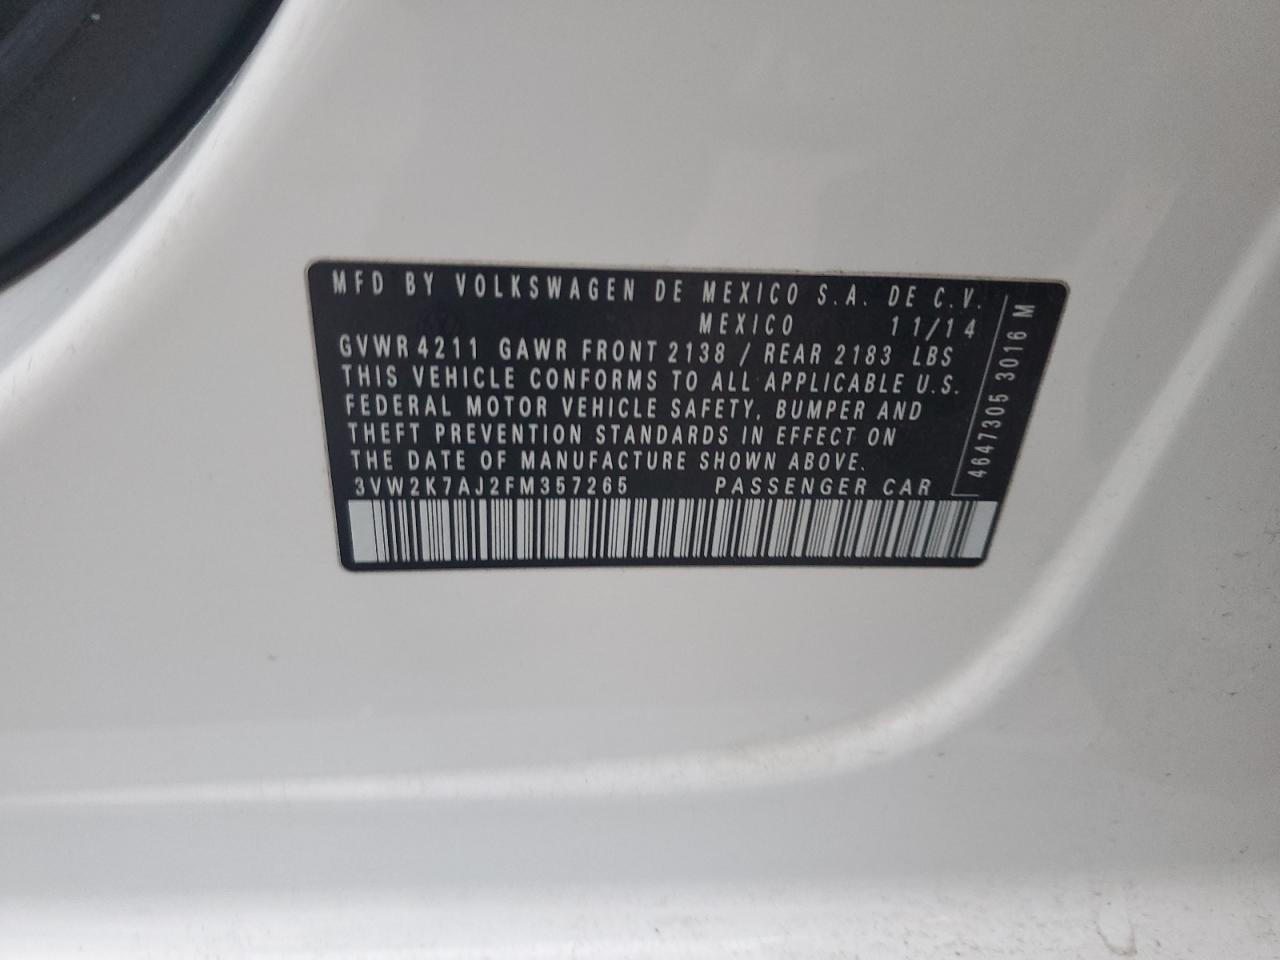 MFD BY VOLKSWAGEN DE MEXICO S.A. DE C.V.
MEXICO 11/14
GVWR 4211 GAWR FRONT 2138 / REAR 2183 LBS
THIS VEHICLE CONFORMS TO ALL APPLICABLE U.S.
FEDERAL MOTOR VEHICLE SAFETY, BUMPER AND
THEFT PREVENTION STANDARDS IN EFFECT ON
THE DATE OF MANUFACTURE SHOWN ABOVE.
3VW2K7AJ2FM357265 PASSENGER CAR
4647305 3016 M